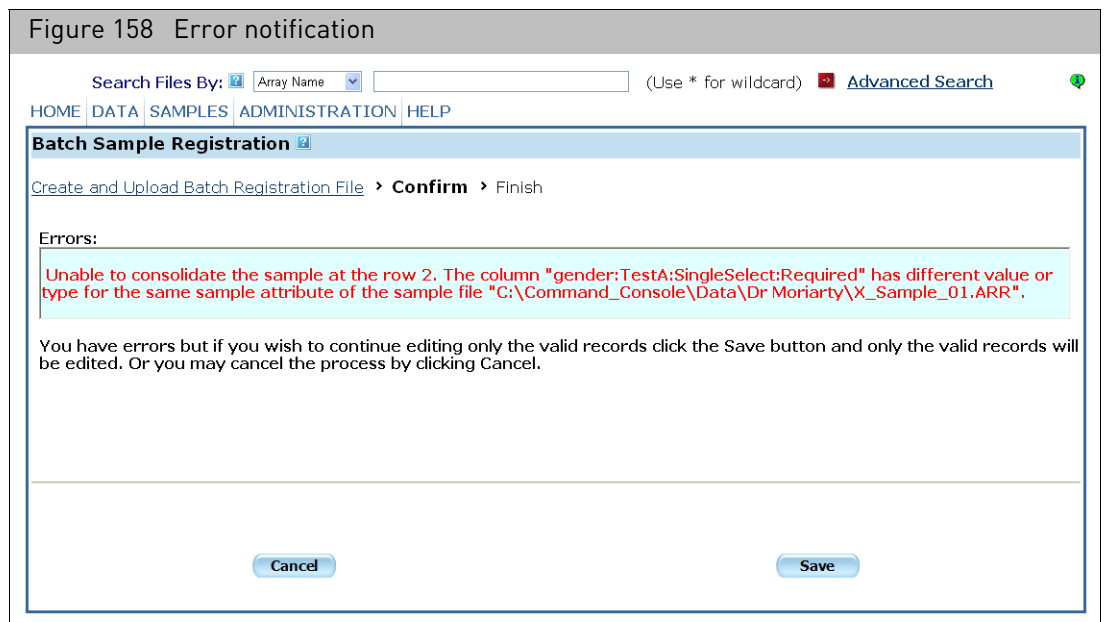 Figure 158 Error notification
Search Files By: ? Array Name (Use * for wildcard) Advanced Search
HOME DATA SAMPLES ADMINISTRATION HELP
Batch Sample Registration ?
Create and Upload Batch Registration File > Confirm > Finish
Errors:
Unable to consolidate the sample at the row 2. The column "gender:TestA:SingleSelect:Required" has different value or
type for the same sample attribute of the sample file "C:\Command_Console\Data\Dr Moriarty\X_Sample_01.ARR".
You have errors but if you wish to continue editing only the valid records click the Save button and only the valid records will
be edited. Or you may cancel the process by clicking Cancel.
Cancel Save